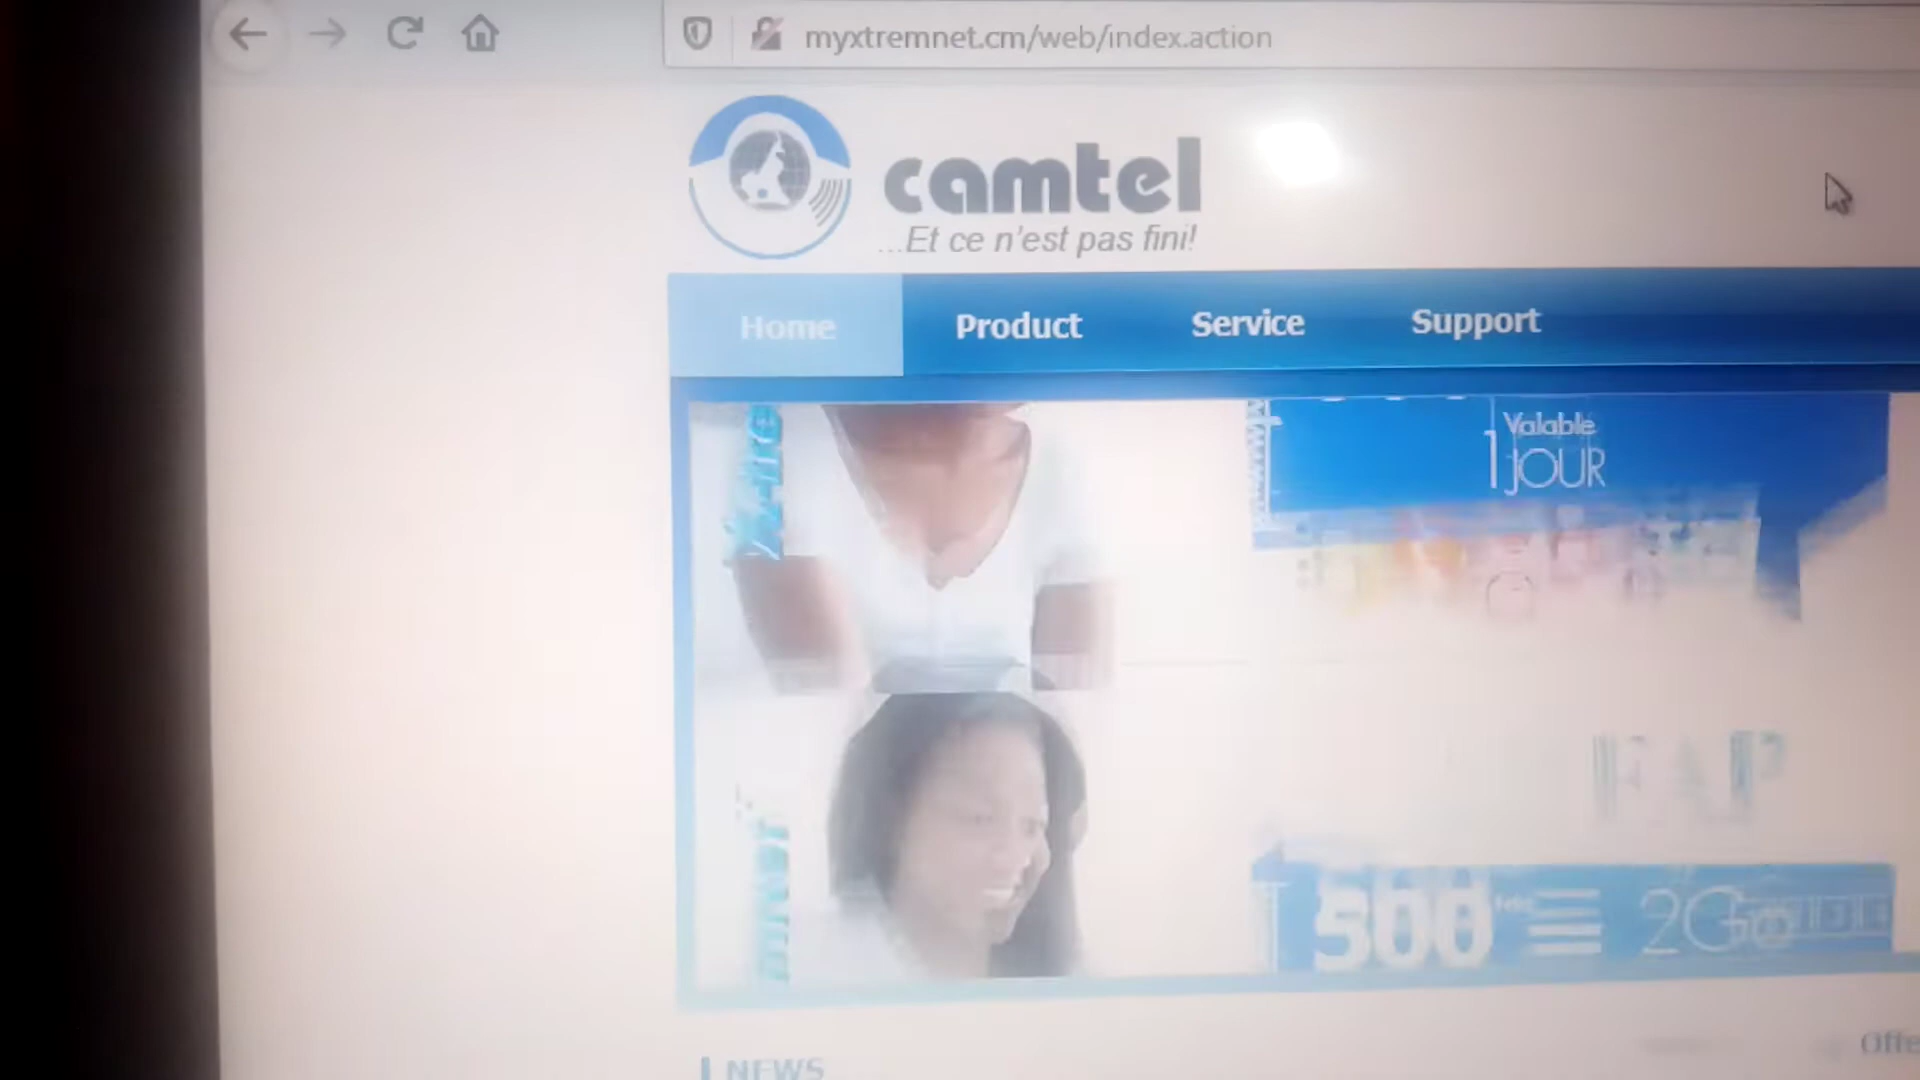 myxtremnet.cm/web/index.action
camtel
...Et ce n'est pas fini!
Home Product Service Support
Valable
1 JOUR
500
NEWS